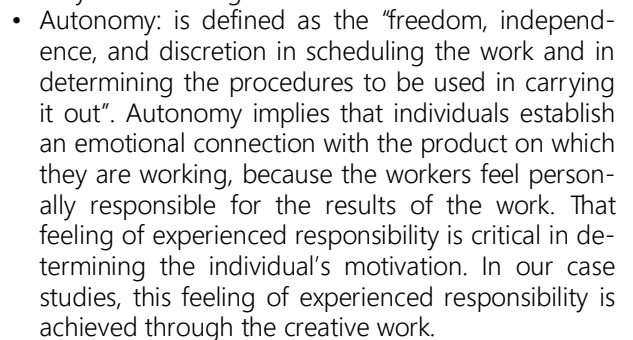 • Autonomy: is defined as the “freedom, independ-
ence, and discretion in scheduling the work and in
determining the procedures to be used in carrying
it out”. Autonomy implies that individuals establish
an emotional connection with the product on which
they are working, because the workers feel person-
ally responsible for the results of the work. That
feeling of experienced responsibility is critical in de-
termining the individual’s motivation. In our case
studies, this feeling of experienced responsibility is
achieved through the creative work.